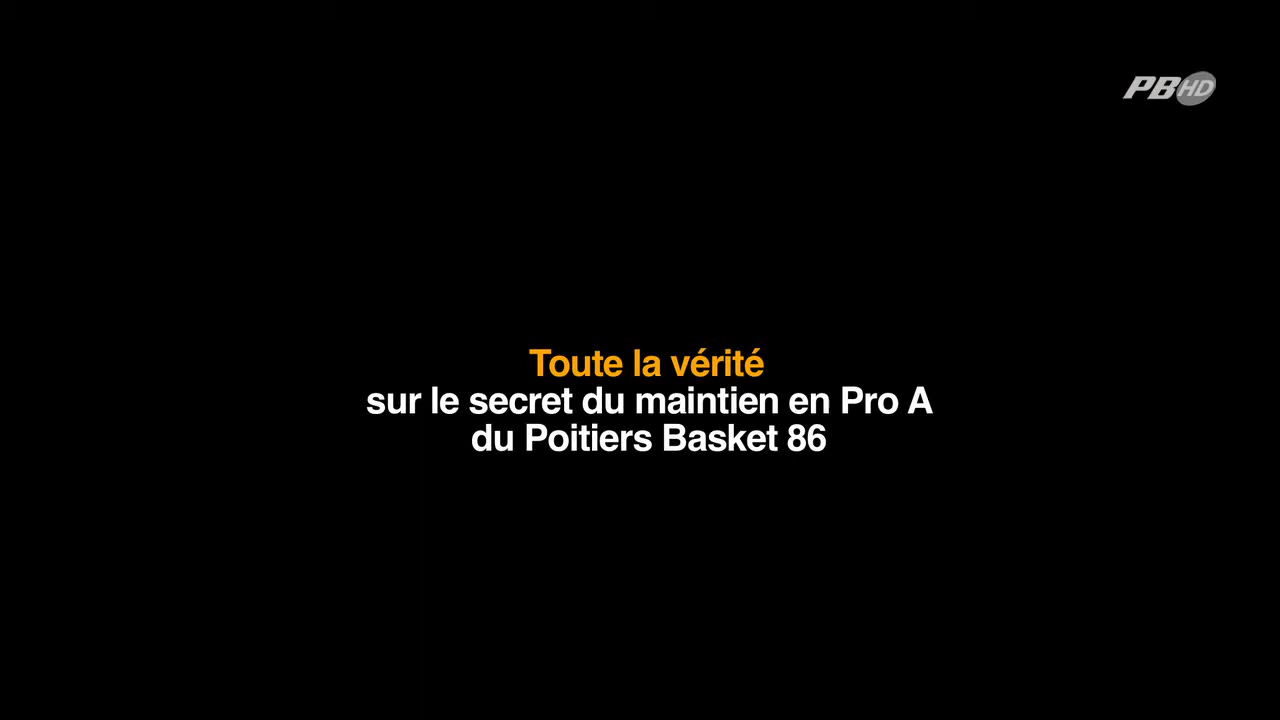 PBHD
Toute la vérité
sur le secret du maintien en Pro A
du Poitiers Basket 86